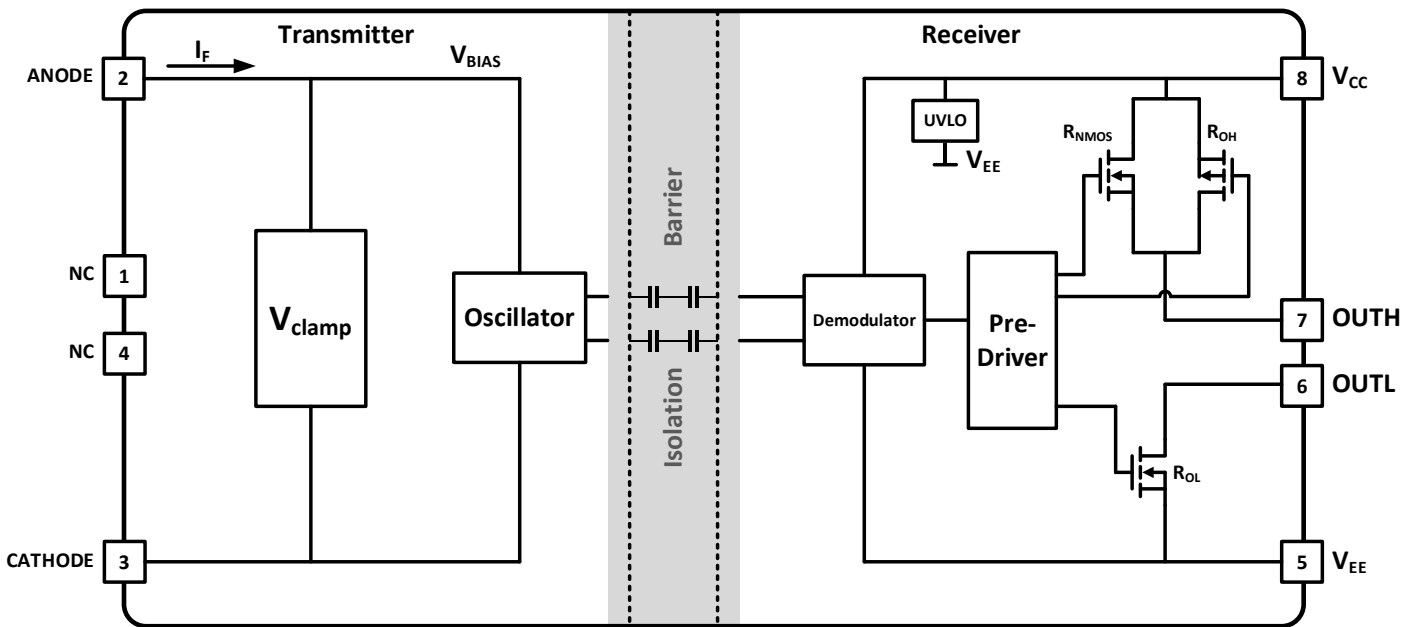 Transmitter
Receiver
I_F
V_BIAS
ANODE
2
8
V_CC
UVLO
V_EE
R_NMOS
R_OH
Barrier
NC
1
V_clamp
Oscillator
Demodulator
Pre-
Driver
7
OUTH
NC
4
6
OUTL
Isolation
R_OL
CATHODE
3
5
V_EE